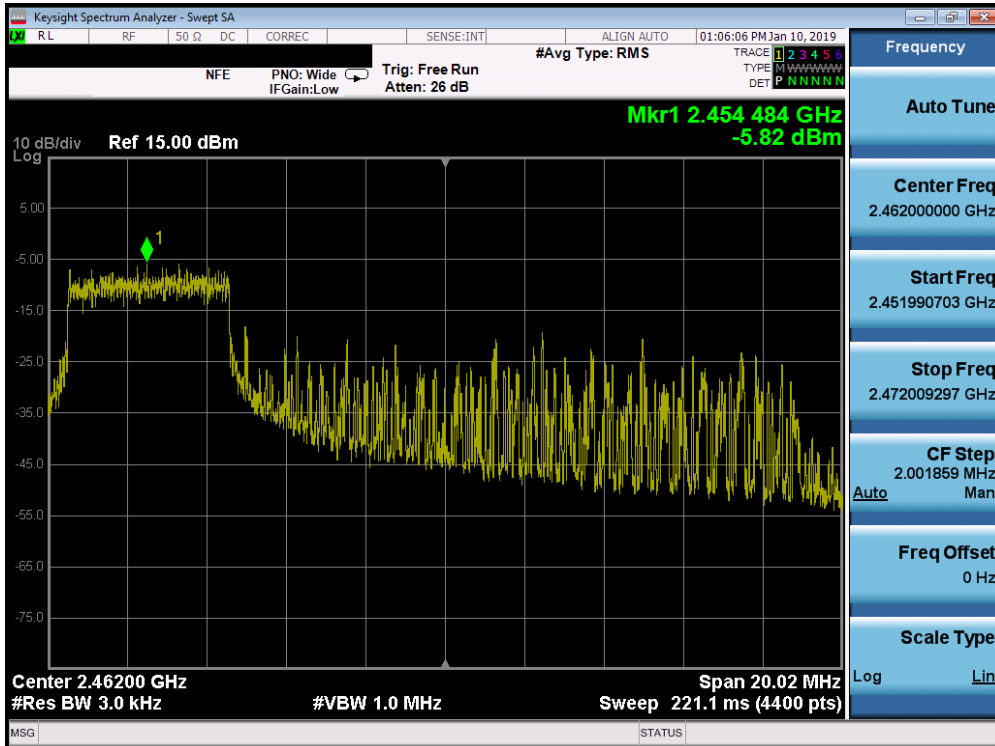 Keysight Spectrum Analyzer - Swept SA
LXI RL RF 50 Ω DC CORREC SENSE:INT ALIGN AUTO 01:06:06 PM Jan 10, 2019
NFE PNO: Wide Trig: Free Run #Avg Type: RMS TRACE 1 2 3 4 5 6
IFGain:Low Atten: 26 dB TYPE M W W W W W
DET P N N N N N
Mkr1 2.454 484 GHz
-5.82 dBm
10 dB/div Ref 15.00 dBm
Log
1
5.00
-5.00
-15.0
-25.0
-35.0
-45.0
-55.0
-65.0
-75.0
Center 2.46200 GHz Span 20.02 MHz
#Res BW 3.0 kHz #VBW 1.0 MHz Sweep 221.1 ms (4400 pts)
MSG STATUS
Frequency
Auto Tune
Center Freq
2.462000000 GHz
Start Freq
2.451990703 GHz
Stop Freq
2.472009297 GHz
CF Step
2.001859 MHz
Auto Man
Freq Offset
0 Hz
Scale Type
Log Lin